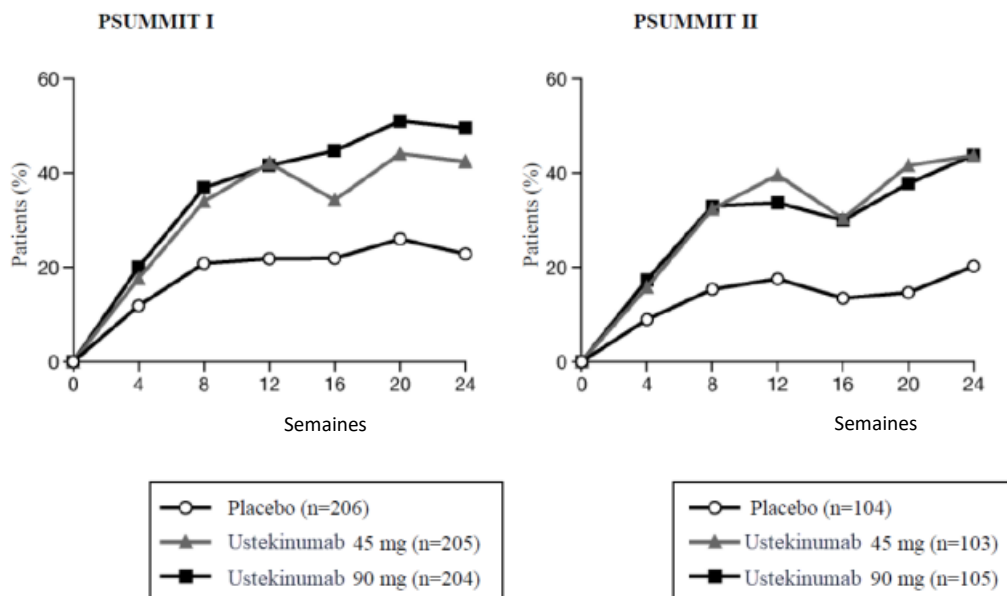 PSUMMIT I
PSUMMIT II
60
40
20
0
Patients (%)
0 4 8 12 16 20 24
Semaines
60
40
20
0
Patients (%)
0 4 8 12 16 20 24
Semaines
Placebo (n=206)
Ustekinumab 45 mg (n=205)
Ustekinumab 90 mg (n=204)
Placebo (n=104)
Ustekinumab 45 mg (n=103)
Ustekinumab 90 mg (n=105)